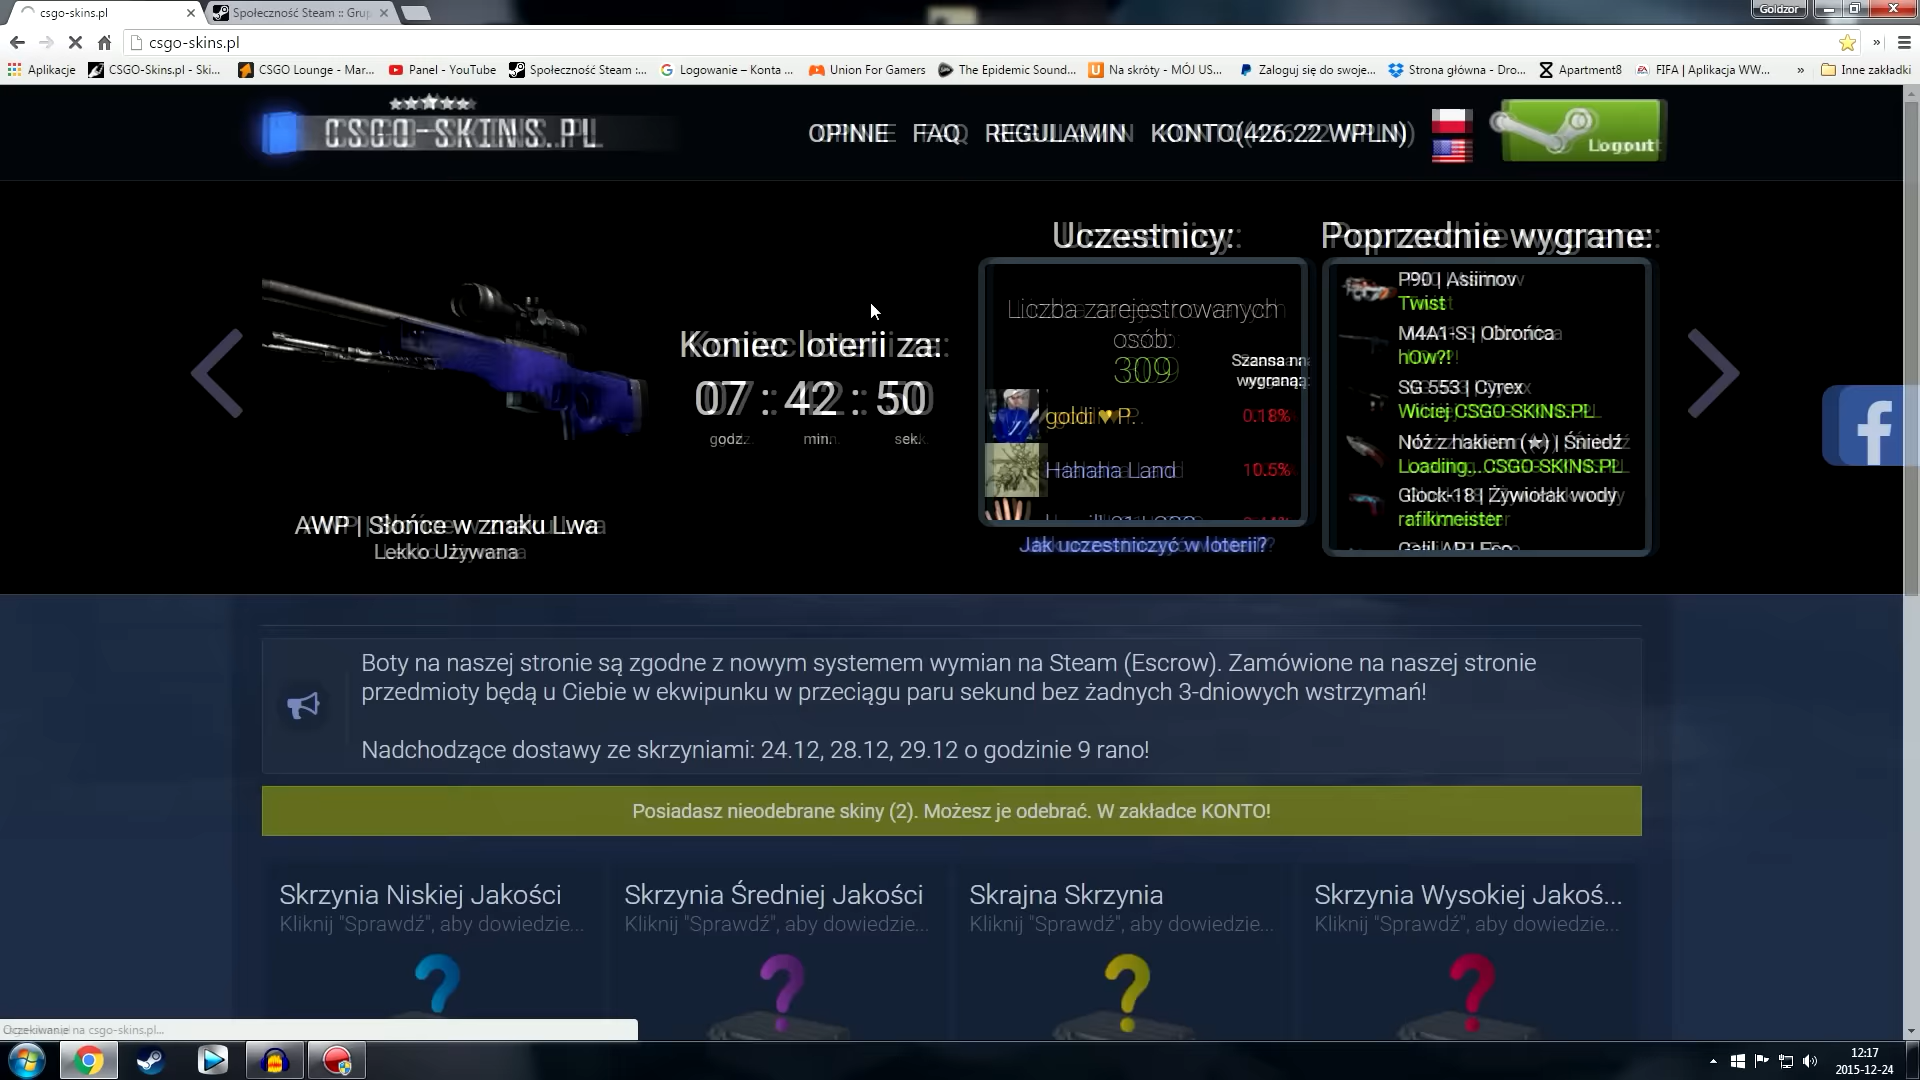 csgo-skins.pl
Społeczność Steam :: Grup
Goldzor
csgo-skins.pl
Aplikacje
CSGO-Skins.pl - Ski...
CSGO Lounge - Mar...
Panel - YouTube
Społeczność Steam :...
Logowanie – Konta ...
Union For Gamers
The Epidemic Sound...
Na skróty - MÓJ US...
Zaloguj się do swoje...
Strona główna - Dro...
Apartment8
FIFA | Aplikacja WW...
Inne zakładki
CSGO-SKINS.PL
OPINIE FAQ REGULAMIN KONTO(426.22 WPLN)
Logout
Uczestnicy:
Poprzednie wygrane:
Liczba zarejestrowanych
osób:
309
Szansa na
wygraną:
goldi ♥ P.
0.18%
Hahaha Land
10.5%
Jak uczestniczyć w loterii?
P90 | Asiimov
Twist
M4A1-S | Obrońca
h0w?!
SG 553 | Cyrex
Wiciej CSGO-SKINS.PL
Nóż z hakiem (★) | Śniedź
Loading...CSGO-SKINS.PL
Glock-18 | Żywiołak wody
rafikmeister
Galil AR | Eco
Koniec loterii za:
07 : 42 : 50
godz.
min.
sek.
AWP | Słońce w znaku Lwa
Lekko Używana
Boty na naszej stronie są zgodne z nowym systemem wymian na Steam (Escrow). Zamówione na naszej stronie
przedmioty będą u Ciebie w ekwipunku w przeciągu paru sekund bez żadnych 3-dniowych wstrzymań!
Nadchodzące dostawy ze skrzyniami: 24.12, 28.12, 29.12 o godzinie 9 rano!
Posiadasz nieodebrane skiny (2). Możesz je odebrać. W zakładce KONTO!
Skrzynia Niskiej Jakości
Kliknij "Sprawdź", aby dowiedzie...
Skrzynia Średniej Jakości
Kliknij "Sprawdź", aby dowiedzie...
Skrajna Skrzynia
Kliknij "Sprawdź", aby dowiedzie...
Skrzynia Wysokiej Jakoś...
Kliknij "Sprawdź", aby dowiedzie...
Oczekiwanie na csgo-skins.pl...
12:17
2015-12-24